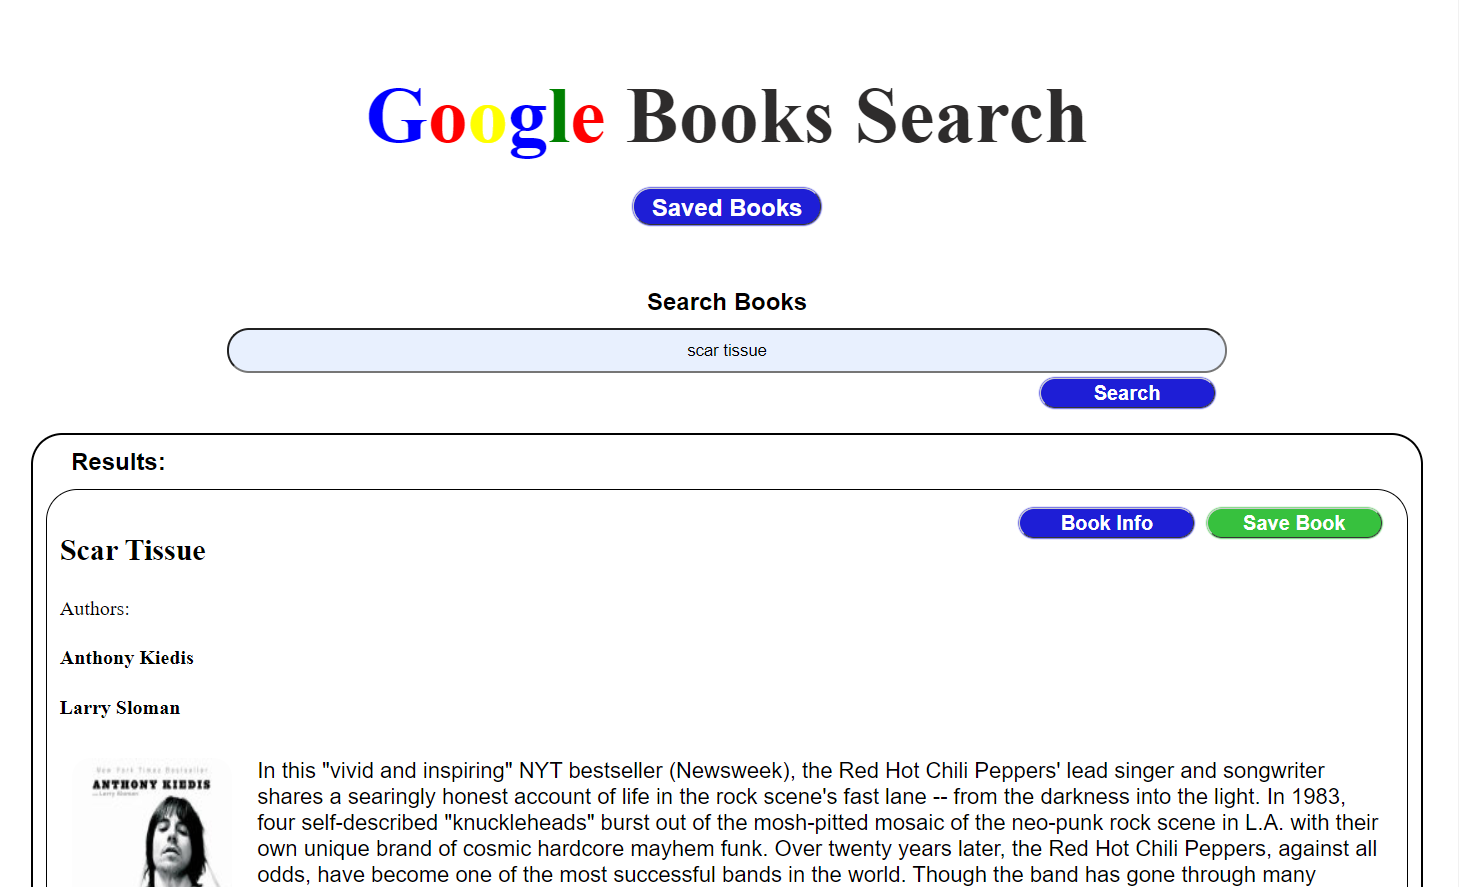 Google Books Search
Saved Books
Search Books
scar tissue
Search
Results:
Book Info
Save Book
Scar Tissue
Authors:
Anthony Kiedis
Larry Sloman
New York Times Bestseller
ANTHONY KIEDIS
Larry Sloman
In this "vivid and inspiring" NYT bestseller (Newsweek), the Red Hot Chili Peppers' lead singer and songwriter
shares a searingly honest account of life in the rock scene's fast lane -- from the darkness into the light. In 1983,
four self-described "knuckleheads" burst out of the mosh-pitted mosaic of the neo-punk rock scene in L.A. with their
own unique brand of cosmic hardcore mayhem funk. Over twenty years later, the Red Hot Chili Peppers, against all
odds, have become one of the most successful bands in the world. Though the band has gone through many